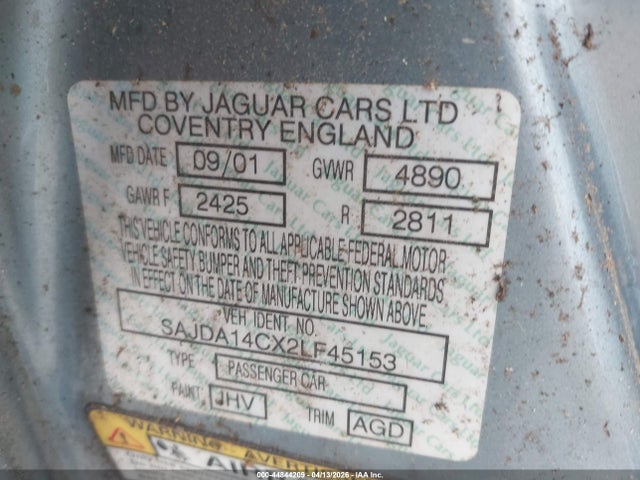 MFD BY JAGUAR CARS LTD
COVENTRY ENGLAND
MFD DATE 09/01 GVWR 4890
GAWR F 2425 R 2811
THIS VEHICLE CONFORMS TO ALL APPLICABLE FEDERAL MOTOR
VEHICLE SAFETY BUMPER AND THEFT PREVENTION STANDARDS
IN EFFECT ON THE DATE OF MANUFACTURE SHOWN ABOVE.
VEH. IDENT NO.
SAJDA14CX2LF45153
TYPE PASSENGER CAR
PAINT JHV TRIM AGD
WARNING
000-44844209 - 04/13/2026 - IAA Inc.